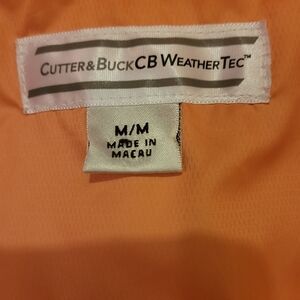 CUTTER & BUCK CB WEATHERTEC™
M/M
MADE IN
MACAU